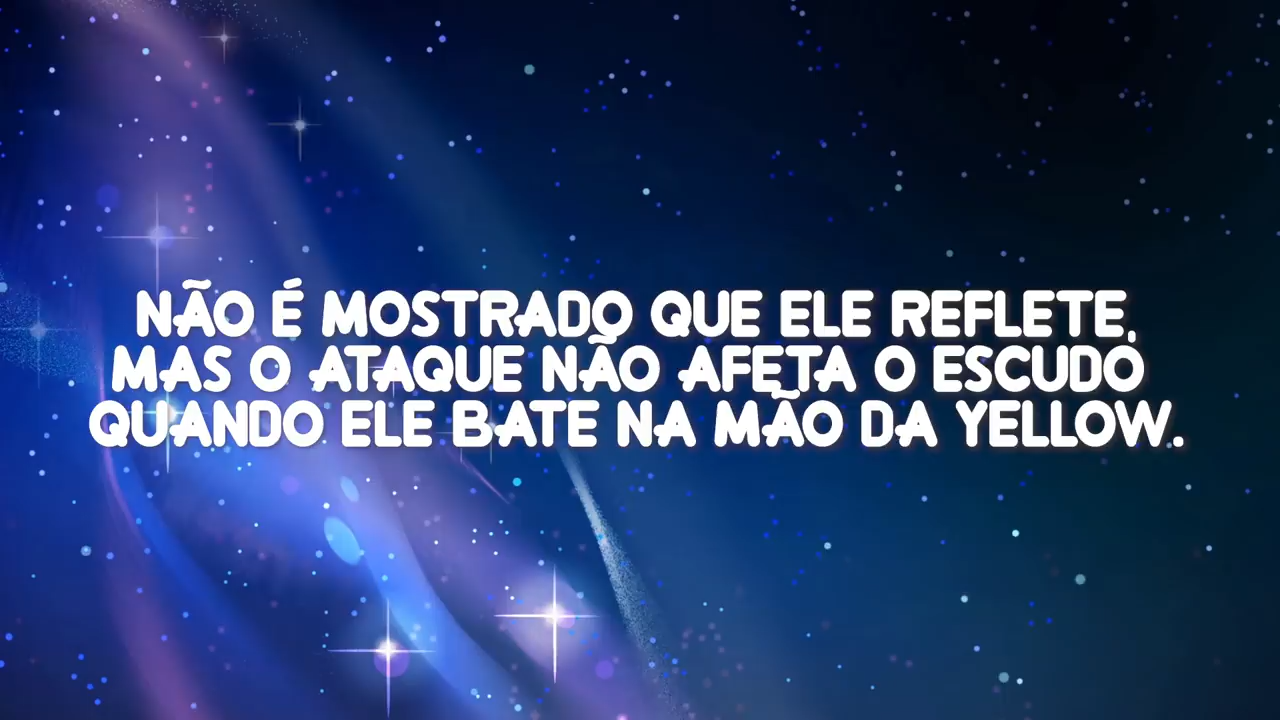 NÃO É MOSTRADO QUE ELE REFLETE,
MAS O ATAQUE NÃO AFETA O ESCUDO
QUANDO ELE BATE NA MÃO DA YELLOW.